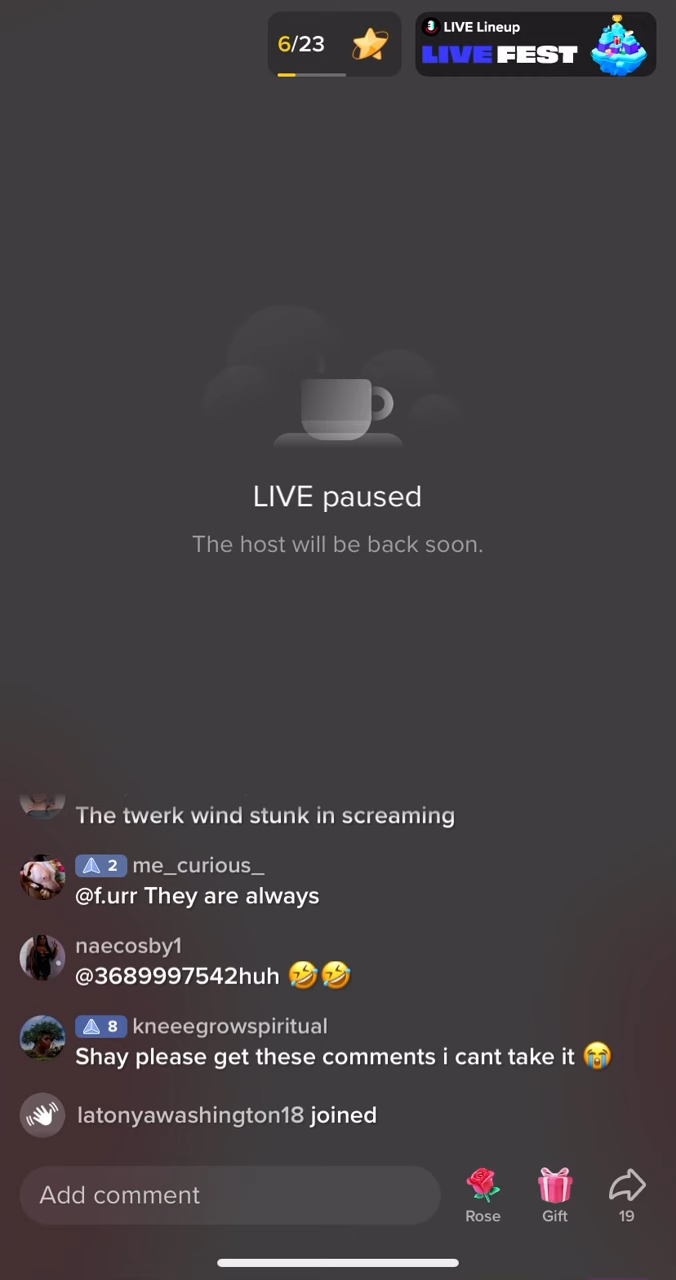 6/23
LIVE Lineup
LIVE FEST
LIVE paused
The host will be back soon.
The twerk wind stunk in screaming
2 me_curious_
@f.urr They are always
naecosby1
@3689997542huh 🤣🤣
8 kneeegrowspiritual
Shay please get these comments i cant take it 😭
latonyawashington18 joined
Add comment
Rose
Gift
19